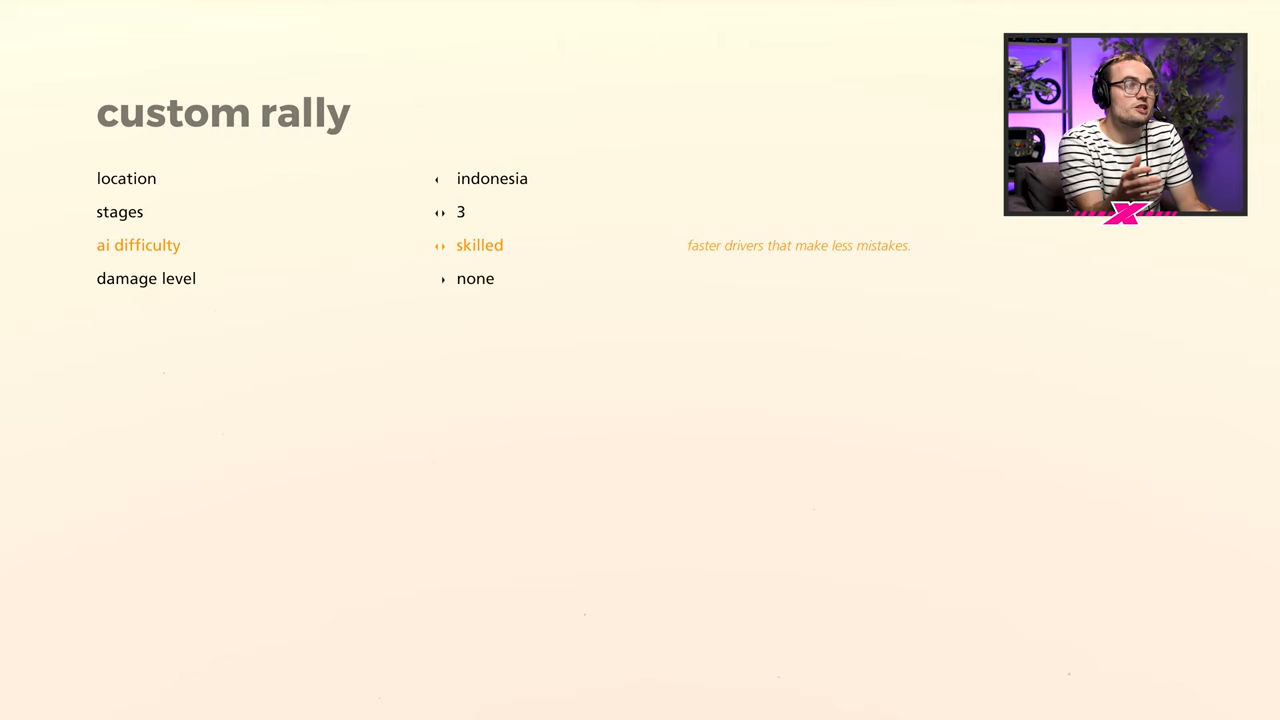 custom rally
location indonesia
stages 3
ai difficulty skilled faster drivers that make less mistakes.
damage level none